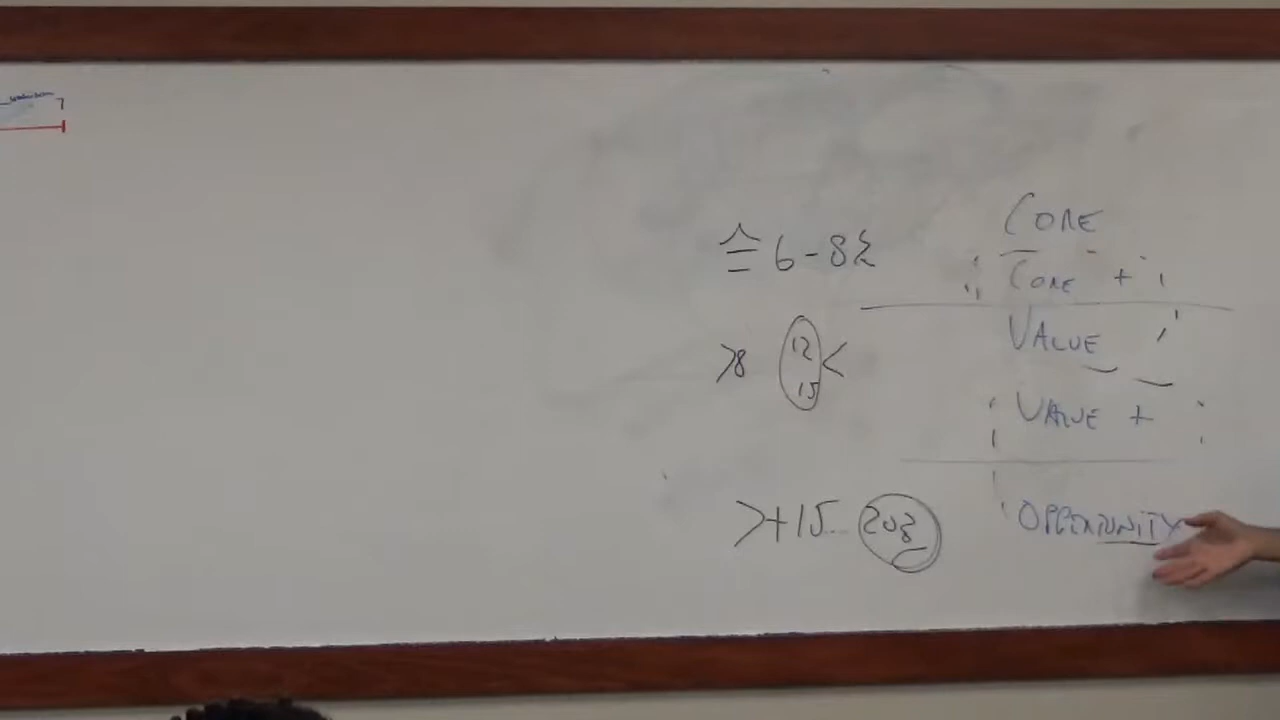 CORE
≙ 6-8% CORE +
VALUE
>8 12 <
15
VALUE +
>+15... 20% OPPORTUNITY